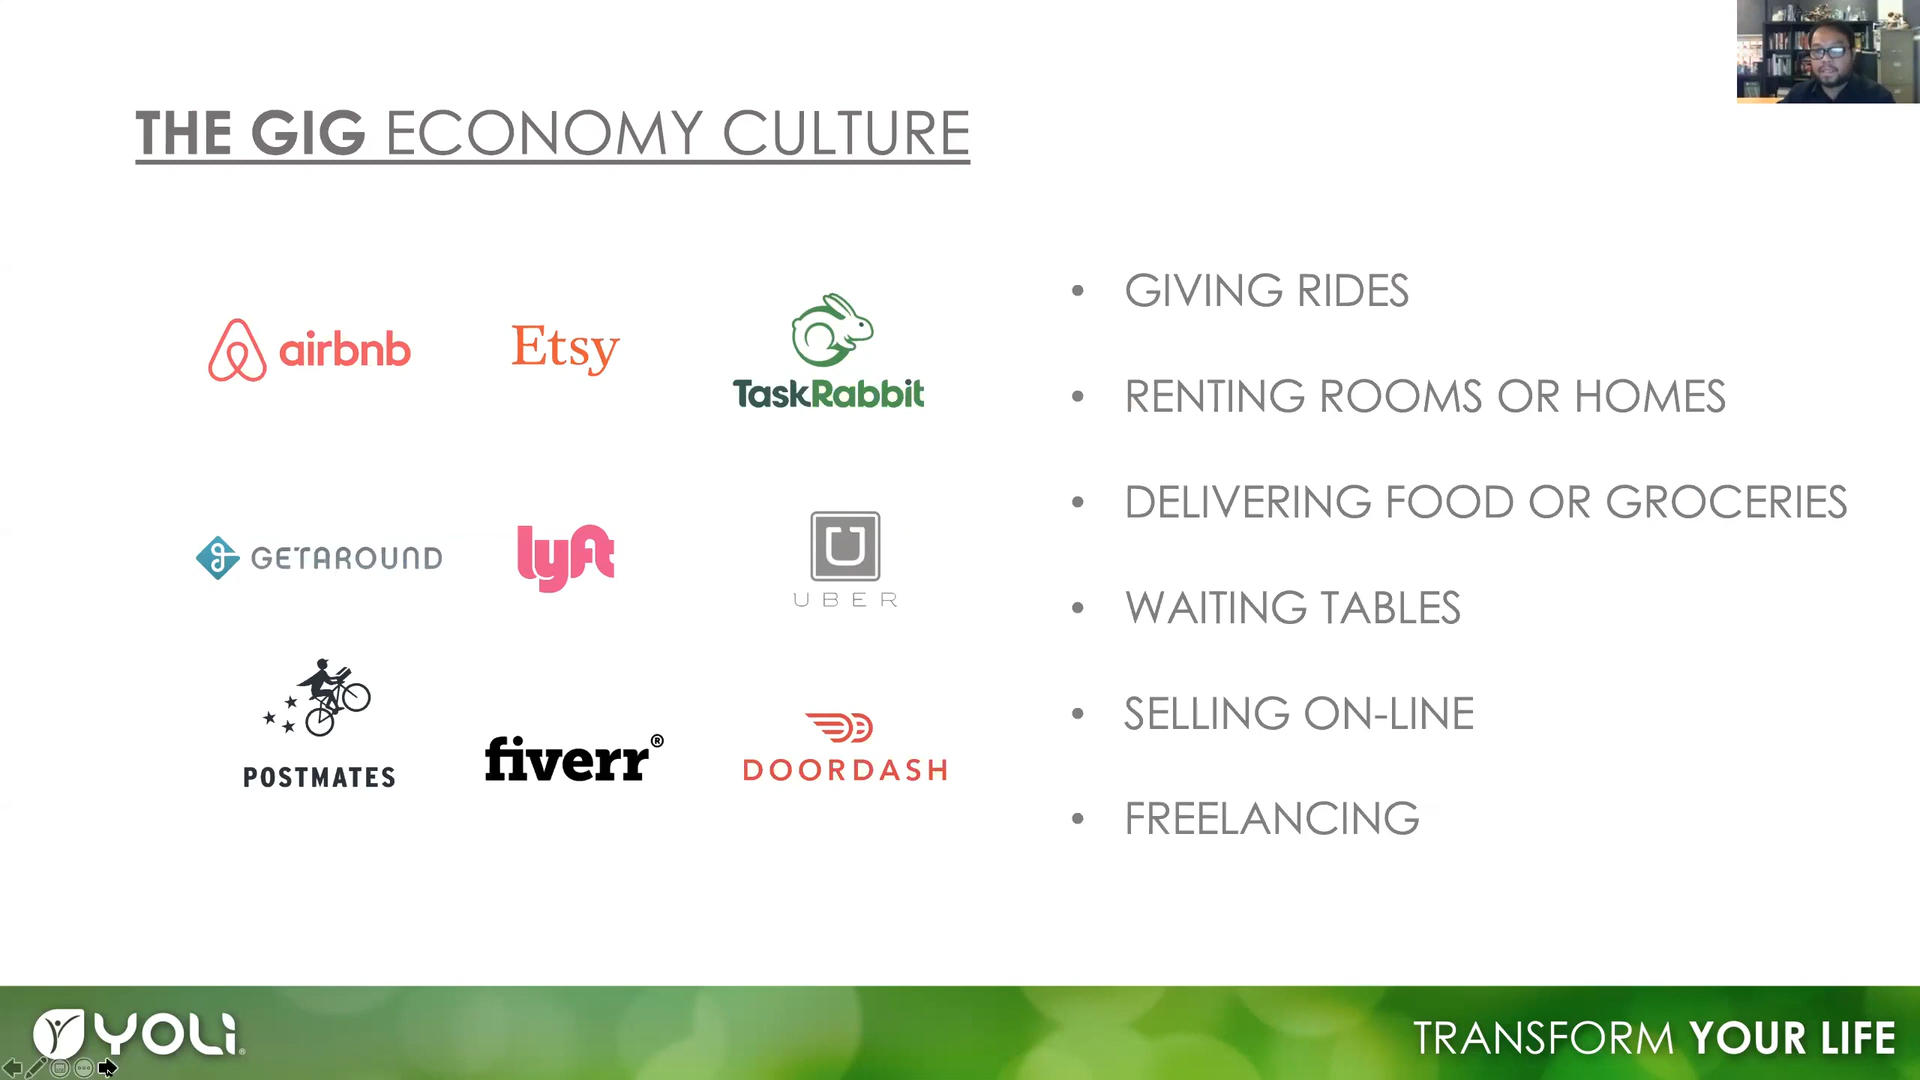 THE GIG ECONOMY CULTURE
airbnb
Etsy
TaskRabbit
GETAROUND
lyft
U
UBER
POSTMATES
fiverr®
DOORDASH
• GIVING RIDES
• RENTING ROOMS OR HOMES
• DELIVERING FOOD OR GROCERIES
• WAITING TABLES
• SELLING ON-LINE
• FREELANCING
YOLi®
TRANSFORM YOUR LIFE